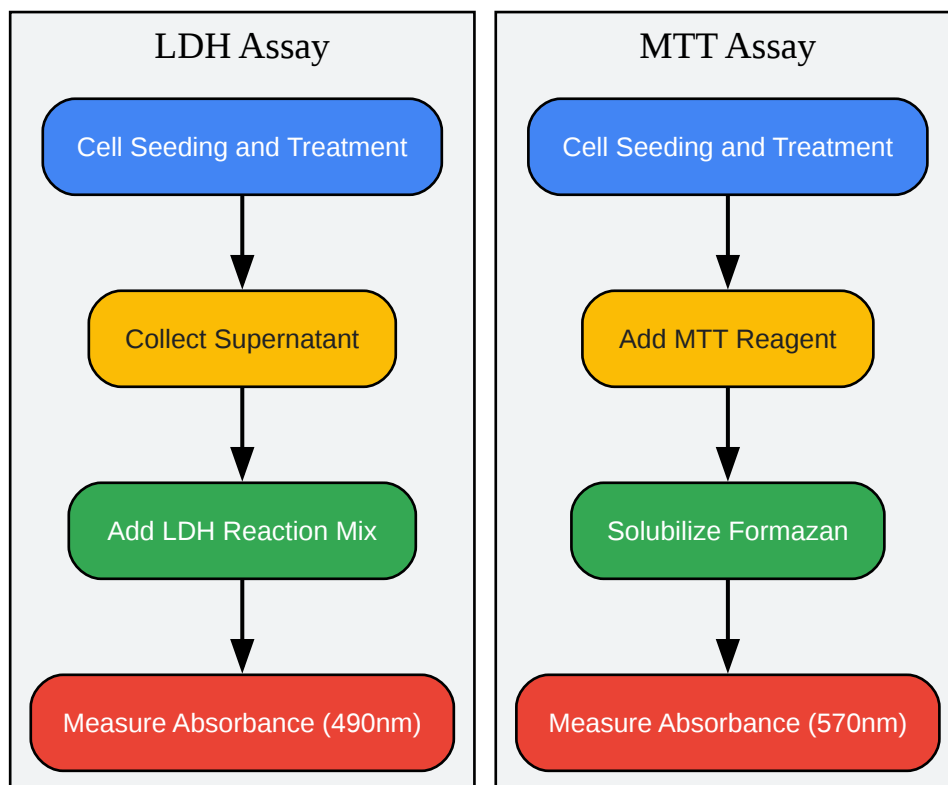 LDH Assay
Cell Seeding and Treatment
Collect Supernatant
Add LDH Reaction Mix
Measure Absorbance (490nm)
MTT Assay
Cell Seeding and Treatment
Add MTT Reagent
Solubilize Formazan
Measure Absorbance (570nm)